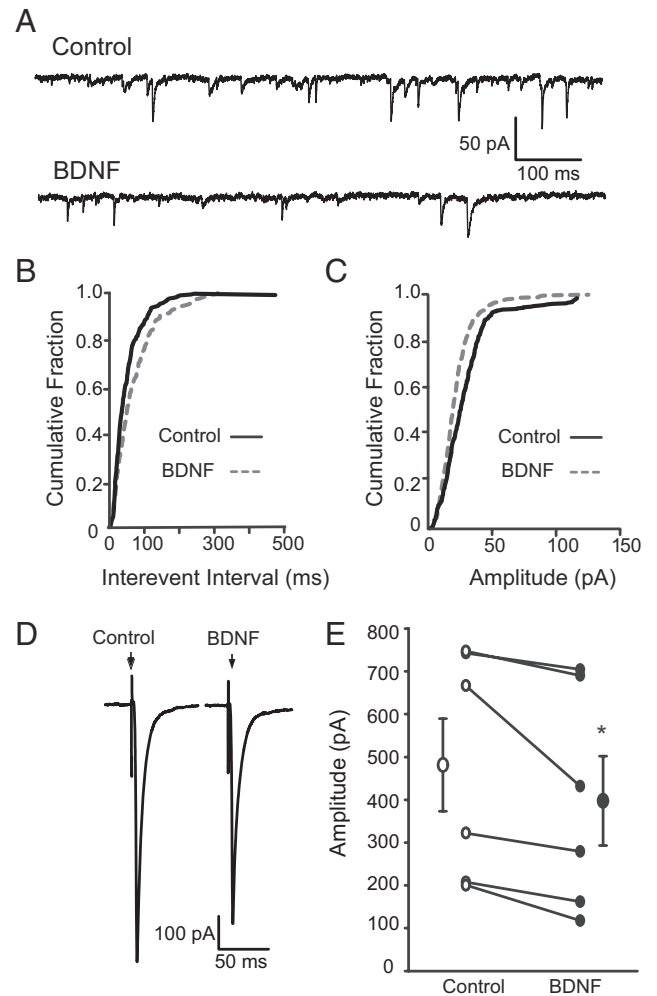 A
Control
50 pA
100 ms
BDNF
B
1.0
0.8
0.6
0.4
0.2
0
Cumulative Fraction
Control
BDNF
0 100 300 500
Interevent Interval (ms)
C
1.0
0.8
0.6
0.4
0.2
0
Cumulative Fraction
Control
BDNF
0 50 100 150
Amplitude (pA)
D
Control BDNF
100 pA
50 ms
E
800
700
600
500
400
300
200
100
0
Amplitude (pA)
*
Control BDNF